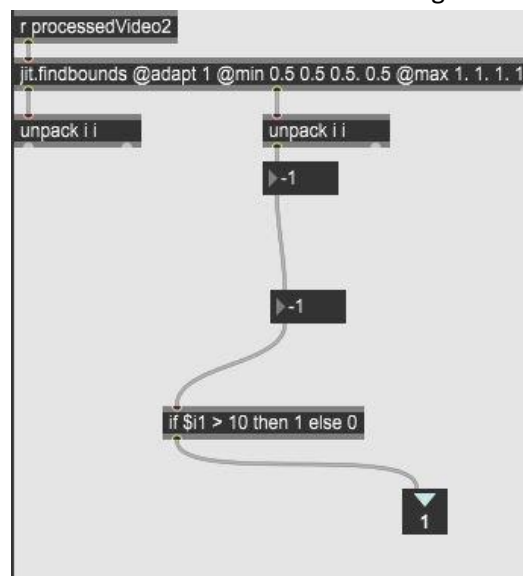 r processedVideo2
jit.findbounds @adapt 1 @min 0.5 0.5 0.5. 0.5 @max 1. 1. 1. 1
unpack i i
unpack i i
-1
-1
if $i1 > 10 then 1 else 0
1